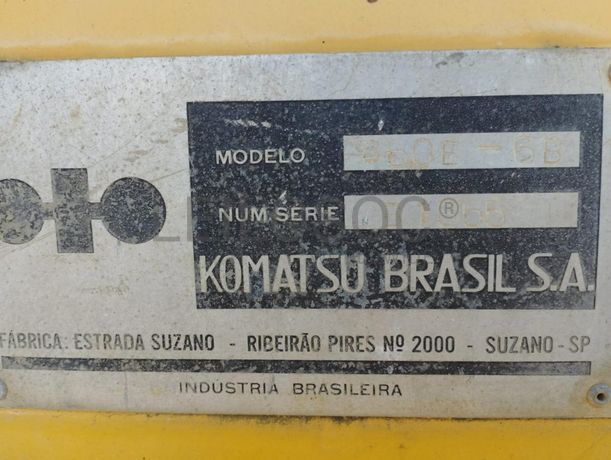 MODELO
NUM. SÉRIE
KOMATSU BRASIL S.A.
FÁBRICA: ESTRADA SUZANO - RIBEIRÃO PIRES Nº 2000 - SUZANO - SP
INDUSTRIA BRASILEIRA